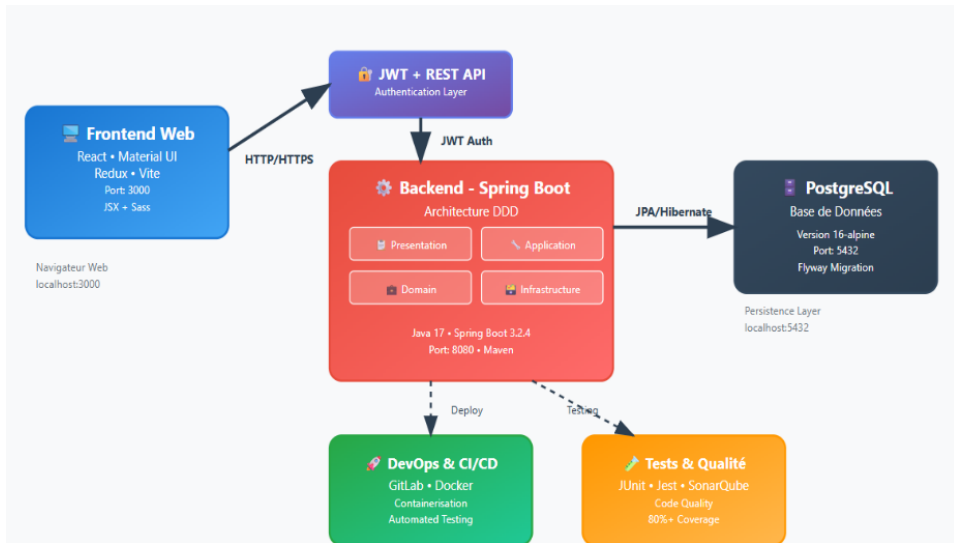 JWT + REST API
Authentication Layer
Frontend Web
React • Material UI
Redux • Vite
Port: 3000
JSX + Sass
HTTP/HTTPS
JWT Auth
Navigateur Web
localhost:3000
Backend - Spring Boot
Architecture DDD
Presentation
Application
Domain
Infrastructure
Java 17 • Spring Boot 3.2.4
Port: 8080 • Maven
JPA/Hibernate
PostgreSQL
Base de Données
Version 16-alpine
Port: 5432
Flyway Migration
Persistence Layer
localhost:5432
Deploy
Testing
DevOps & CI/CD
GitLab • Docker
Containerisation
Automated Testing
Tests & Qualité
JUnit • Jest • SonarQube
Code Quality
80%+ Coverage